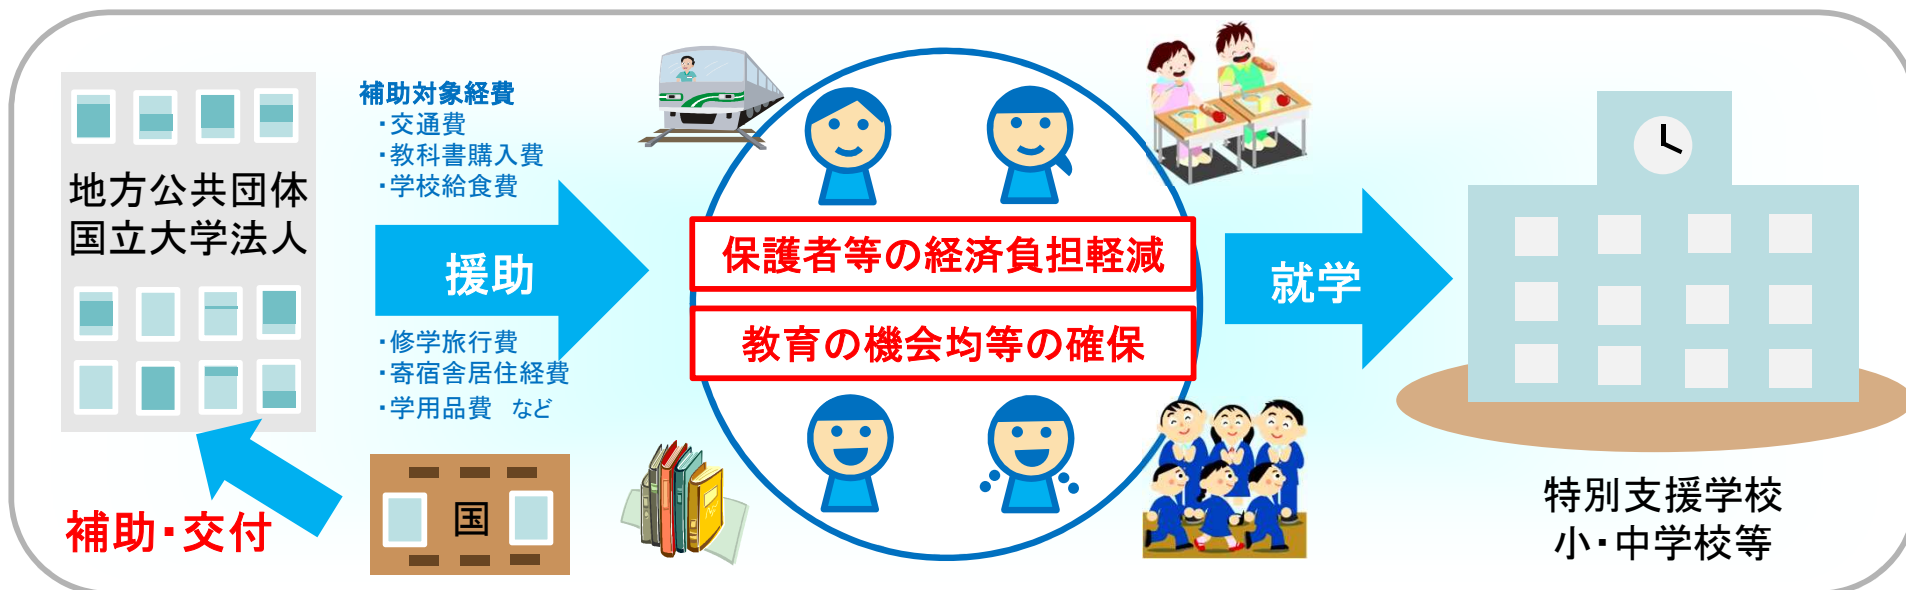 地方公共団体
国立大学法人
補助対象経費
・交通費
・教科書購入費
・学校給食費
援助
・修学旅行費
・寄宿舎居住経費
・学用品費 など
国
補助・交付
保護者等の経済負担軽減
教育の機会均等の確保
就学
特別支援学校
小・中学校等